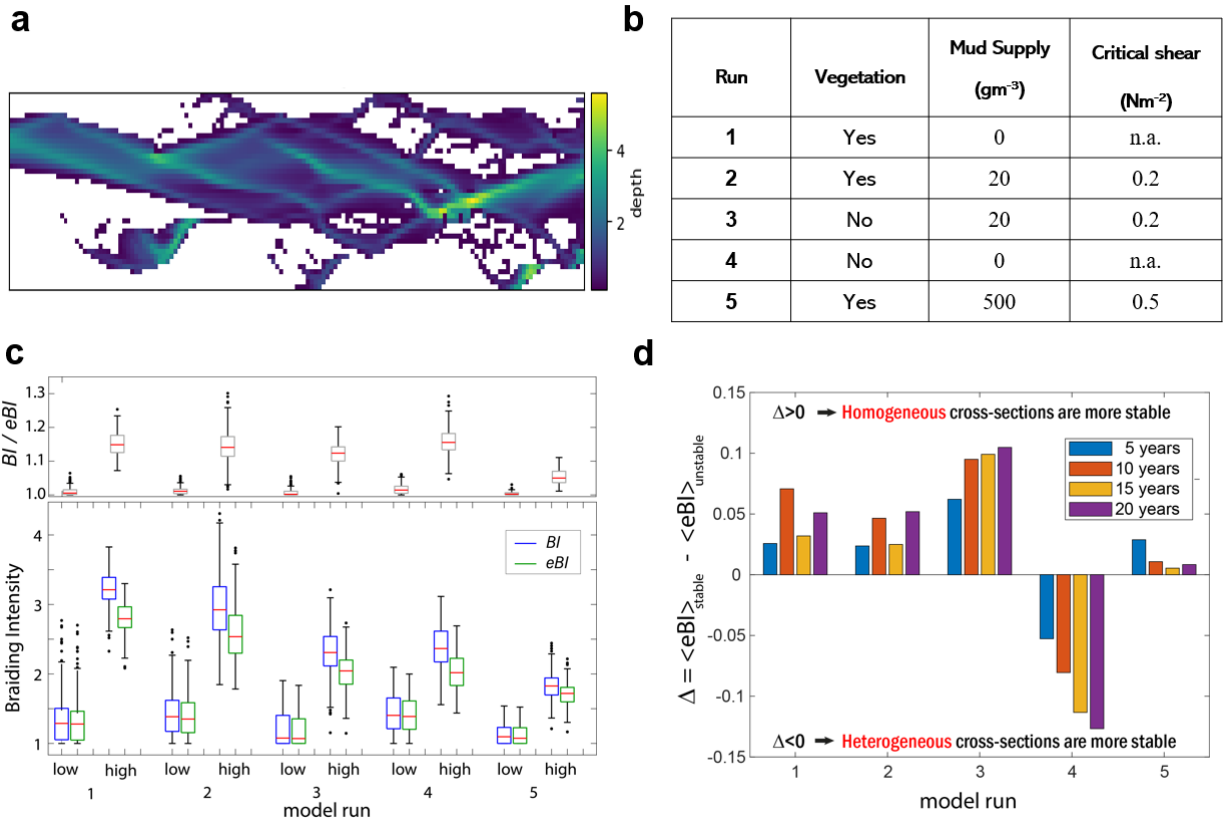 a
4
2
depth
b
Run
Vegetation
Mud Supply
(gm-3)
Critical shear
(Nm-2)
1 Yes 0 n.a.
2 Yes 20 0.2
3 No 20 0.2
4 No 0 n.a.
5 Yes 500 0.5
c
BI / eBI
1.3
1.2
1.1
1.0
Braiding Intensity
4
3
2
1
BI
eBI
low high low high low high low high low high
1 2 3 4 5
model run
d
Δ = <eBI>stable - <eBI>unstable
0.15
0.1
0.05
0
-0.05
-0.1
-0.15
Δ>0 ➡ Homogeneous cross-sections are more stable
5 years
10 years
15 years
20 years
Δ<0 ➡ Heterogeneous cross-sections are more stable
1 2 3 4 5
model run